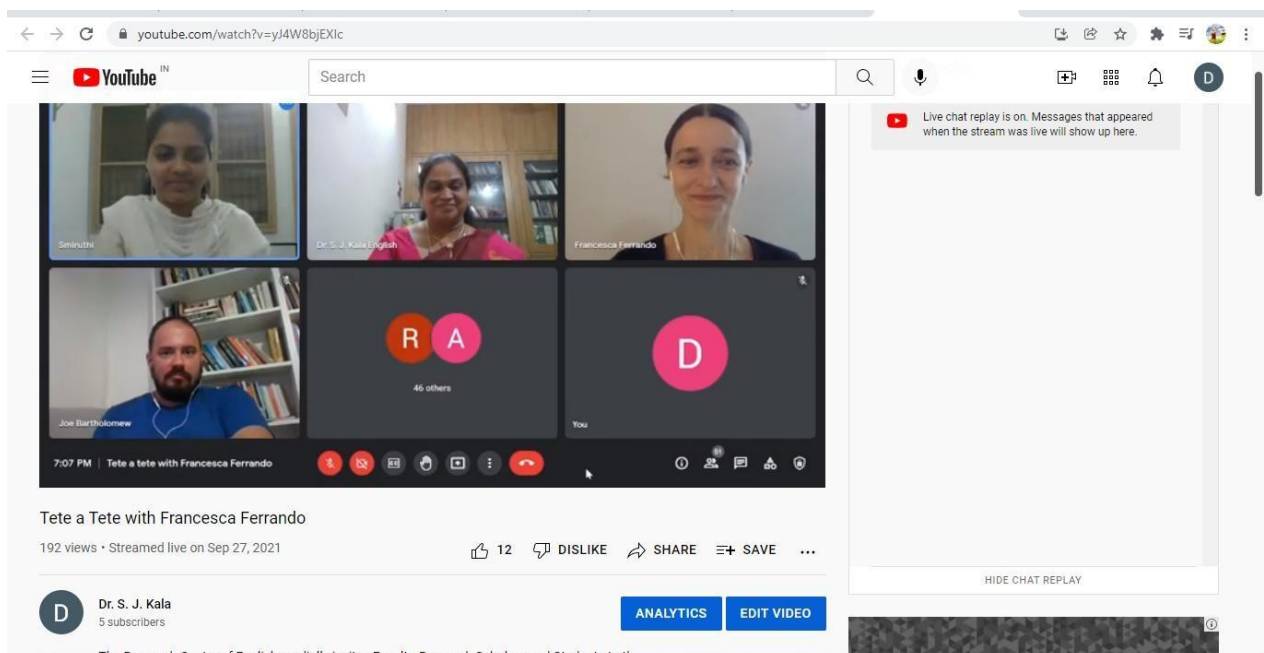 youtube.com/watch?v=yJ4W8bjEXIc
YouTube IN
Search
D
Live chat replay is on. Messages that appeared
when the stream was live will show up here.
Smiruthi
Dr. S. J. Kala English
Francesca Ferrando
Joe Bartholomew
R A
46 others
D
You
7:07 PM | Tete a tete with Francesca Ferrando
51
Tete a Tete with Francesca Ferrando
192 views • Streamed live on Sep 27, 2021
12 DISLIKE SHARE SAVE ...
HIDE CHAT REPLAY
D
Dr. S. J. Kala
5 subscribers
ANALYTICS EDIT VIDEO